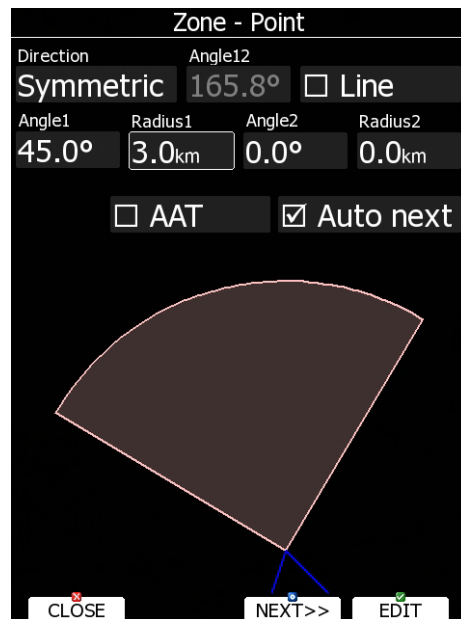 Zone - Point
Direction Angle12
Symmetric 165.8° Line
Angle1 Radius1 Angle2 Radius2
45.0° 3.0km 0.0° 0.0km
AAT Auto next
CLOSE NEXT>> EDIT